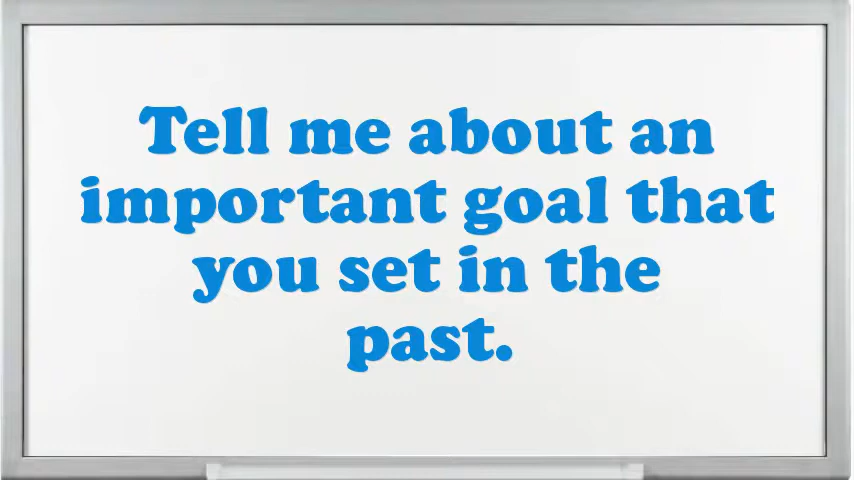 Tell me about an
important goal that
you set in the
past.